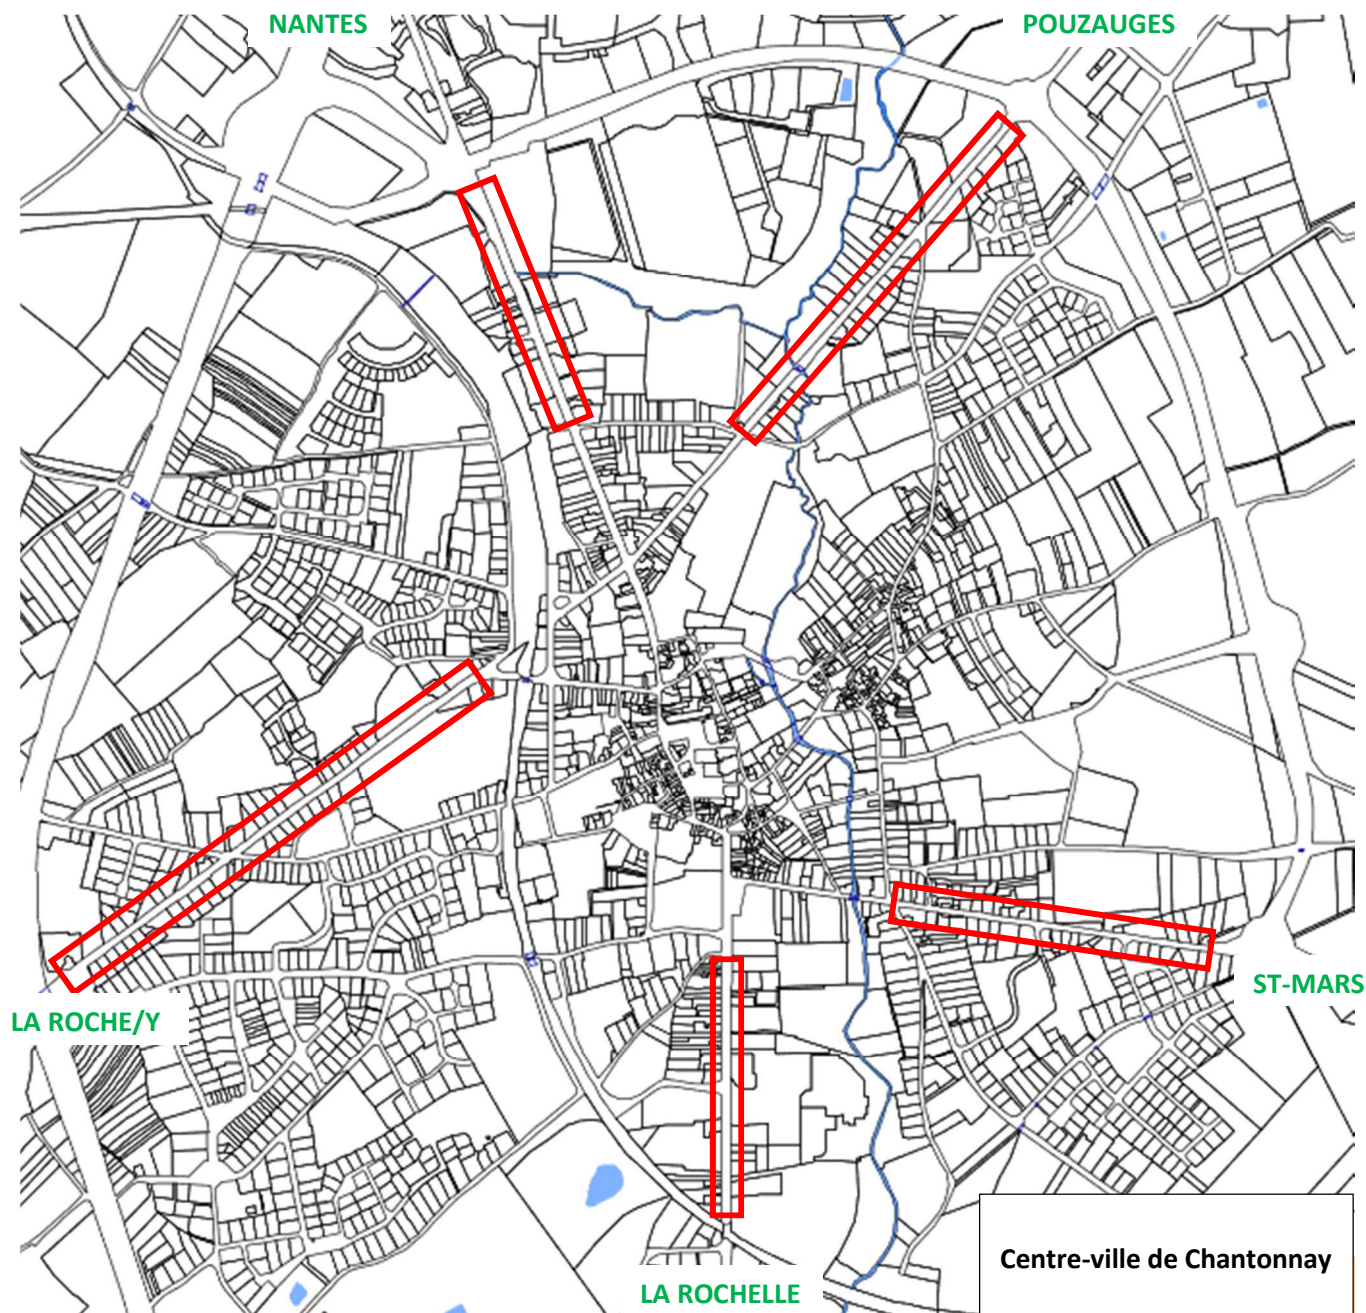 NANTES
POUZAUGES
ST-MARS
LA ROCHE/Y
Centre-ville de Chantonnay
LA ROCHELLE